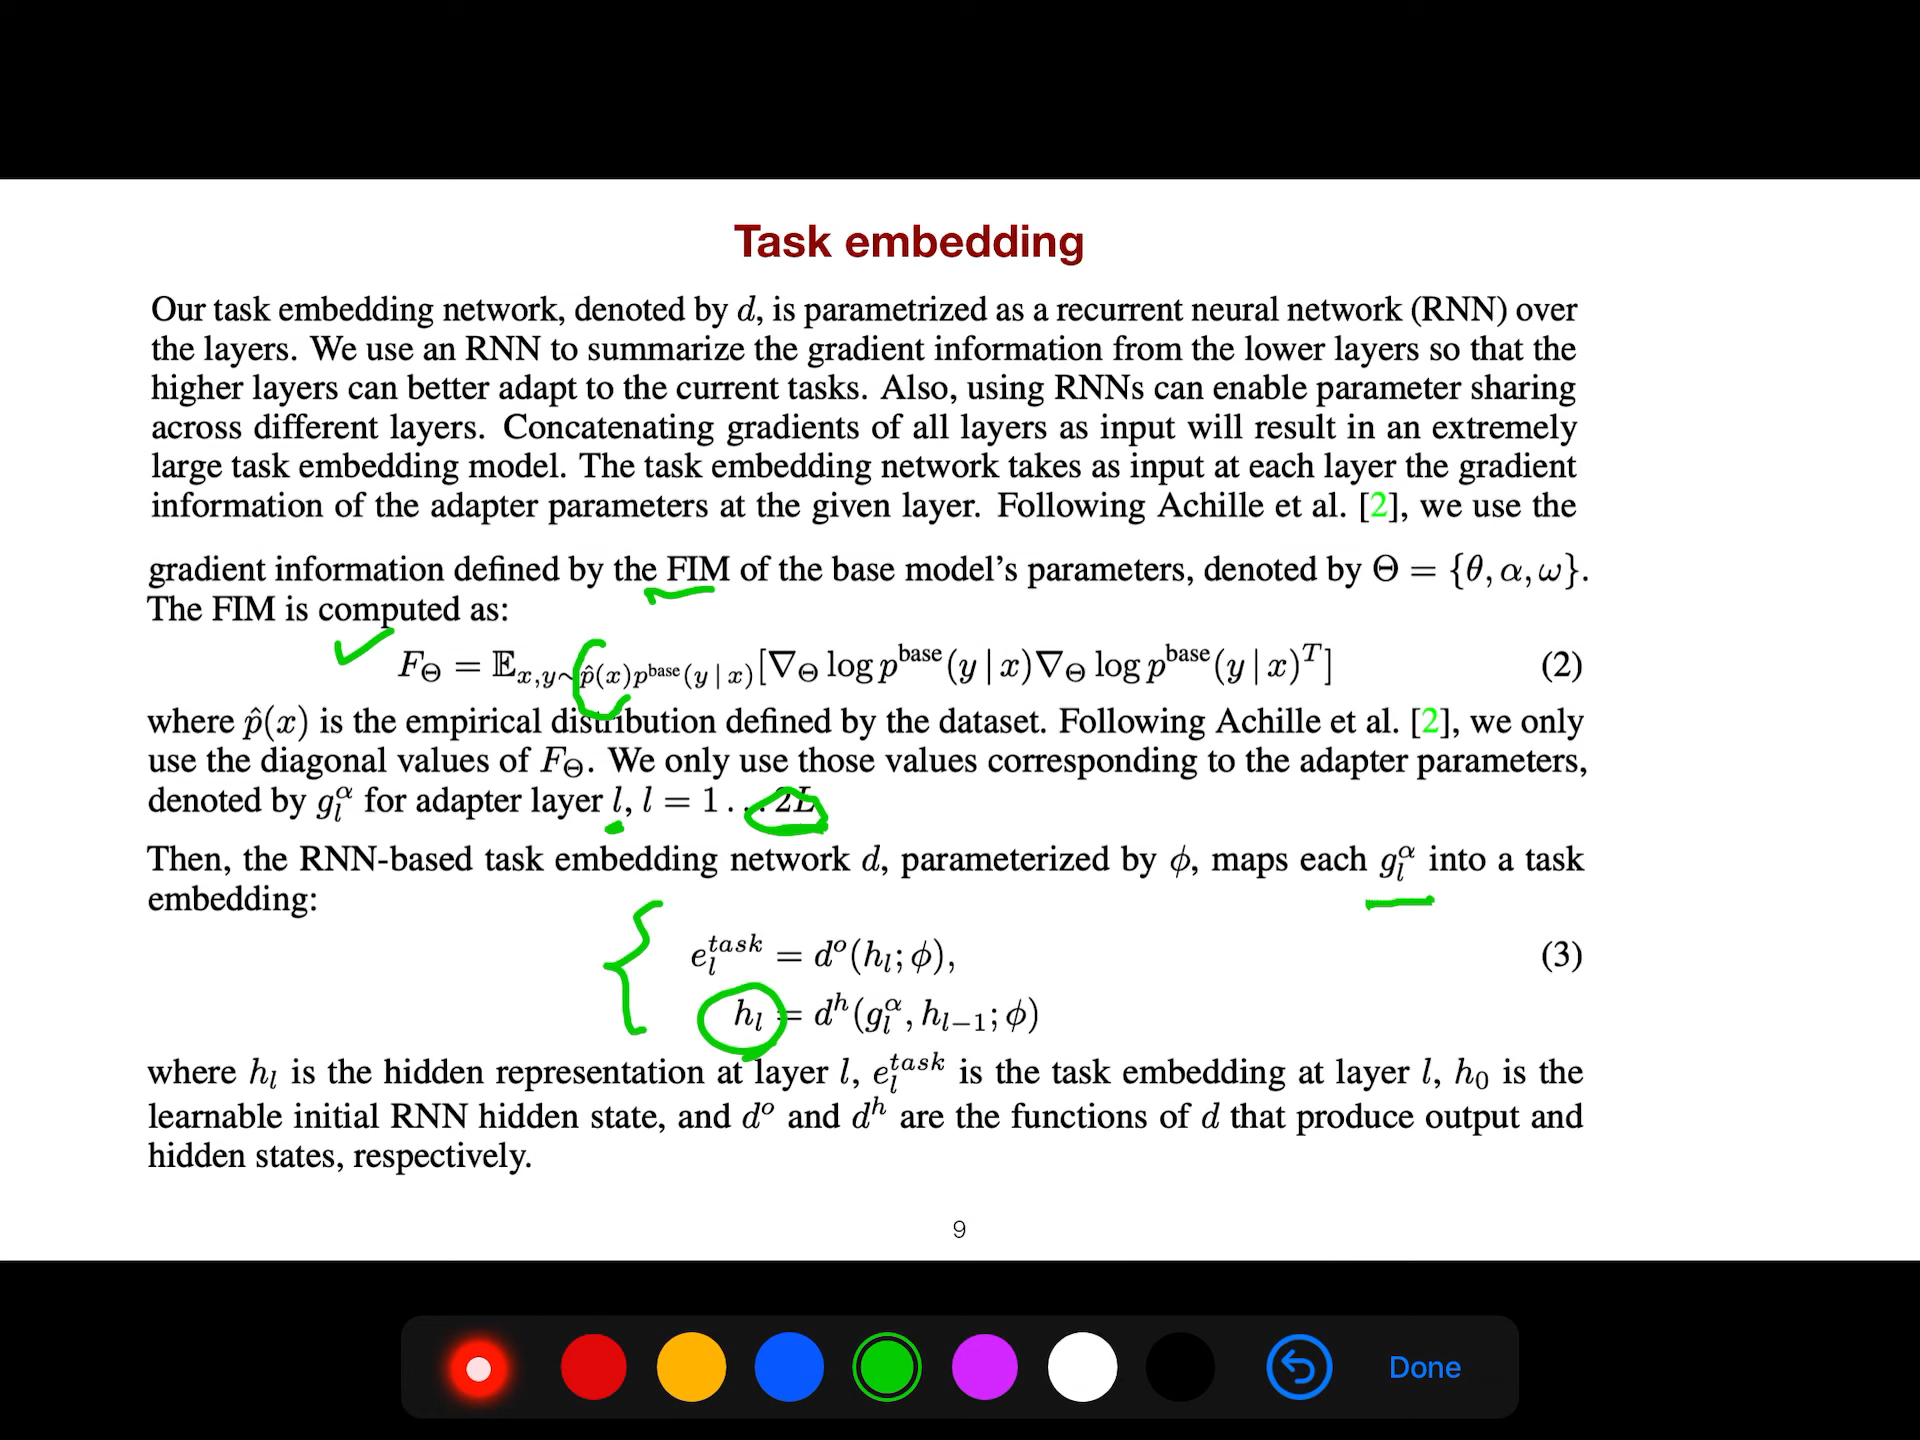 Task embedding
Our task embedding network, denoted by d, is parametrized as a recurrent neural network (RNN) over
the layers. We use an RNN to summarize the gradient information from the lower layers so that the
higher layers can better adapt to the current tasks. Also, using RNNs can enable parameter sharing
across different layers. Concatenating gradients of all layers as input will result in an extremely
large task embedding model. The task embedding network takes as input at each layer the gradient
information of the adapter parameters at the given layer. Following Achille et al. [2], we use the
gradient information defined by the FIM of the base model's parameters, denoted by Θ = {θ, α, ω}.
The FIM is computed as:
F_Θ = 𝔼_{x,y∼p̂(x)p^{base}(y | x)}[∇_Θ log p^{base}(y | x)∇_Θ log p^{base}(y | x)^T] (2)
where p̂(x) is the empirical distribution defined by the dataset. Following Achille et al. [2], we only
use the diagonal values of F_Θ. We only use those values corresponding to the adapter parameters,
denoted by g_l^α for adapter layer l, l = 1 . . . 2L
Then, the RNN-based task embedding network d, parameterized by ϕ, maps each g_l^α into a task
embedding:
e_l^{task} = d^o(h_l; ϕ), (3)
h_l = d^h(g_l^α, h_{l−1}; ϕ)
where h_l is the hidden representation at layer l, e_l^{task} is the task embedding at layer l, h_0 is the
learnable initial RNN hidden state, and d^o and d^h are the functions of d that produce output and
hidden states, respectively.
9
Done